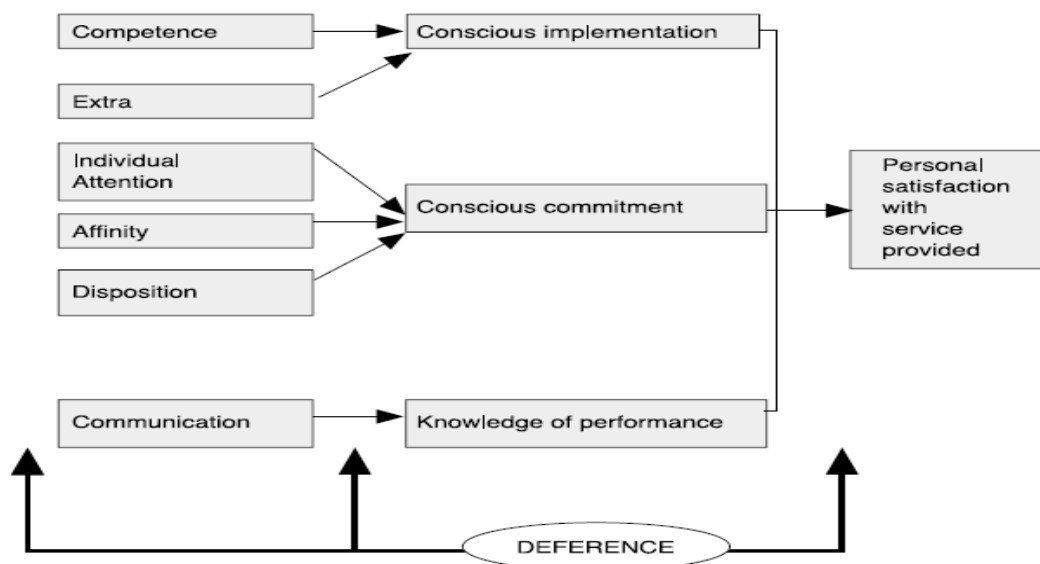 Competence
Conscious implementation
Extra
Individual
Attention
Conscious commitment
Affinity
Disposition
Personal
satisfaction
with
service
provided
Communication
Knowledge of performance
DEFERENCE